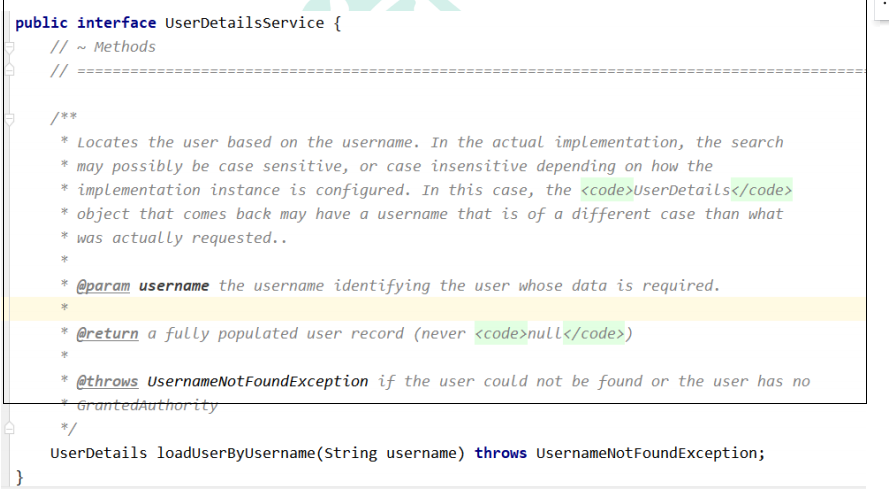 public interface UserDetailsService {
// ~ Methods
// ========================================================================================
/**
* Locates the user based on the username. In the actual implementation, the search
* may possibly be case sensitive, or case insensitive depending on how the
* implementation instance is configured. In this case, the <code>UserDetails</code>
* object that comes back may have a username that is of a different case than what
* was actually requested..
*
* @param username the username identifying the user whose data is required.
*
* @return a fully populated user record (never <code>null</code>)
*
* @throws UsernameNotFoundException if the user could not be found or the user has no
* GrantedAuthority
*/
UserDetails loadUserByUsername(String username) throws UsernameNotFoundException;
}